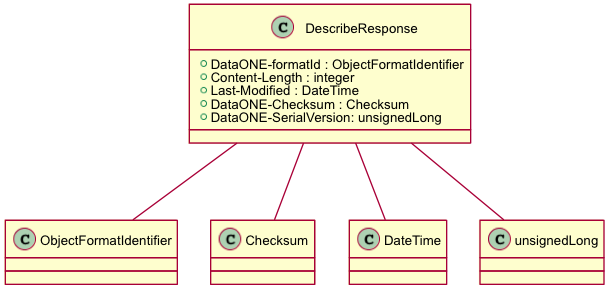 C DescribeResponse
DataONE-formatId : ObjectFormatIdentifier
Content-Length : integer
Last-Modified : DateTime
DataONE-Checksum : Checksum
DataONE-SerialVersion: unsignedLong
C ObjectFormatIdentifier
C Checksum
C DateTime
C unsignedLong